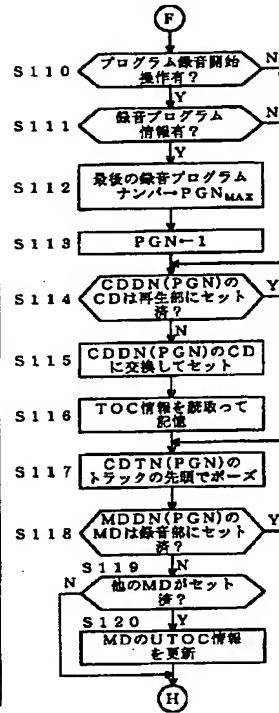 F
S110
プログラム録音開始
操作有?
N
Y
S111
録音プログラム
情報有?
N
Y
S112
最後の録音プログラム
ナンバー→PGNMAX
S113
PGN←1
S114
CDDN(PGN)の
CDは再生部にセット
済?
Y
N
S115
CDDN(PGN)のCD
に交換してセット
S116
TOC情報を読取って
記憶
S117
CDTN(PGN)の
トラックの先頭でポーズ
S118
MDDN(PGN)の
MDは録音部にセット
済?
Y
N
S119
N
他のMDがセット
済?
Y
S120
MDのUTOC情報
を更新
H